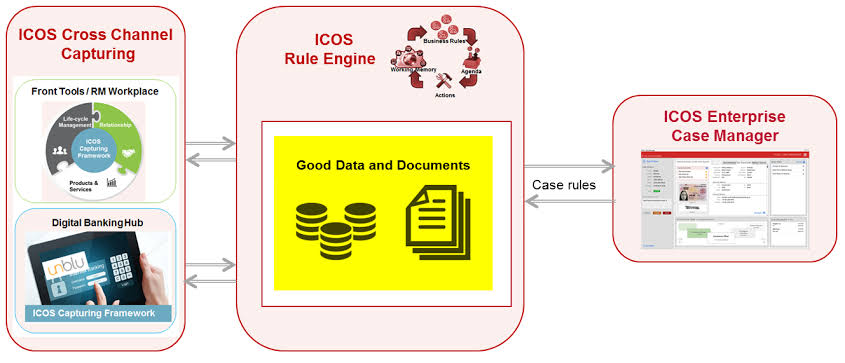 ICOS Cross Channel
Capturing
Front Tools / RM Workplace
Life-cycle
Management
Relationship
ICOS
Capturing
Framework
Products &
Services
Digital BankingHub
unblu
Banking
ICOS Capturing Framework
ICOS
Rule Engine
Business Rules
Working Memory
Agenda
Actions
Good Data and Documents
Case rules
ICOS Enterprise
Case Manager